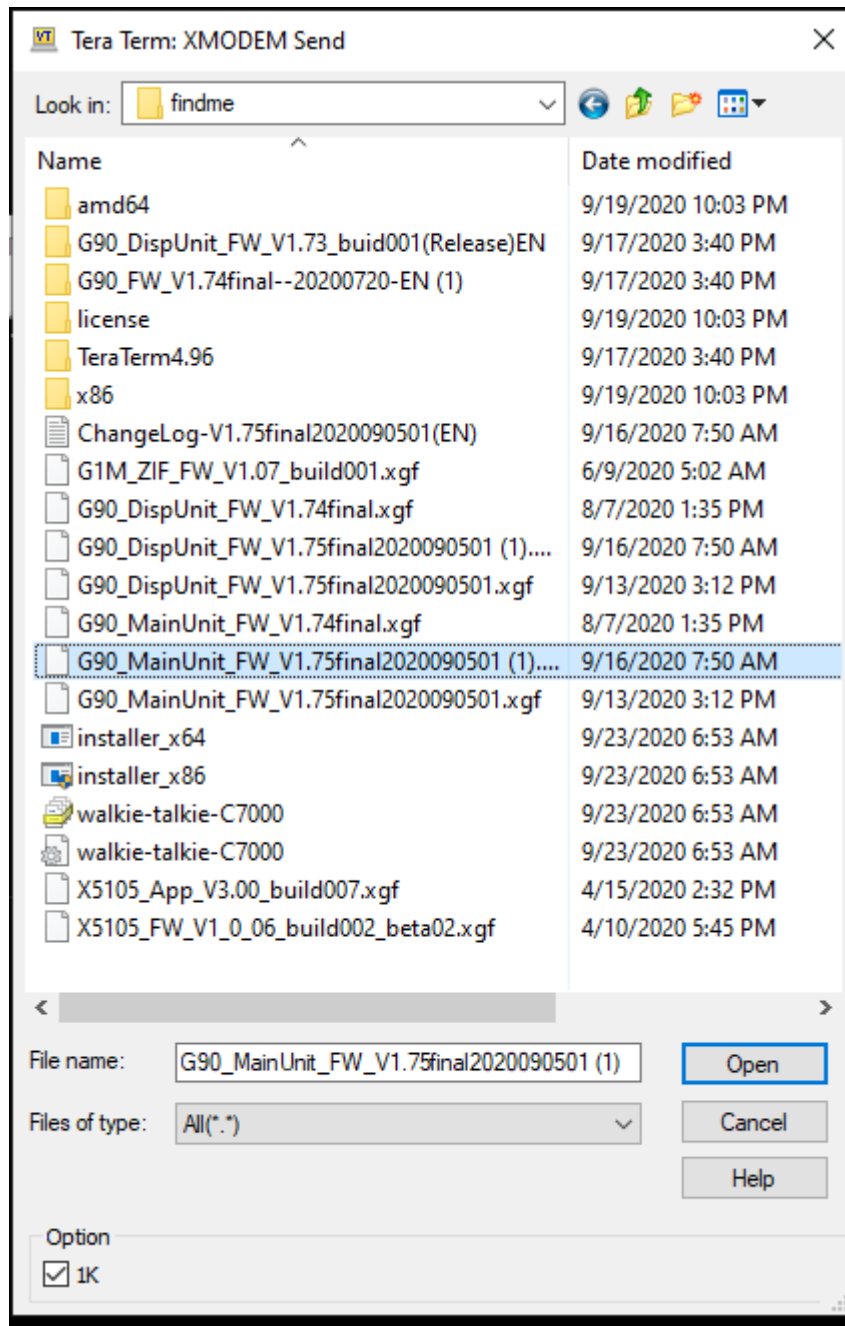 Tera Term: XMODEM Send
Look in: findme
Name Date modified
amd64 9/19/2020 10:03 PM
G90_DispUnit_FW_V1.73_buid001(Release)EN 9/17/2020 3:40 PM
G90_FW_V1.74final--20200720-EN (1) 9/17/2020 3:40 PM
license 9/19/2020 10:03 PM
TeraTerm4.96 9/17/2020 3:40 PM
x86 9/19/2020 10:03 PM
ChangeLog-V1.75final2020090501(EN) 9/16/2020 7:50 AM
G1M_ZIF_FW_V1.07_build001.xgf 6/9/2020 5:02 AM
G90_DispUnit_FW_V1.74final.xgf 8/7/2020 1:35 PM
G90_DispUnit_FW_V1.75final2020090501 (1).... 9/16/2020 7:50 AM
G90_DispUnit_FW_V1.75final2020090501.xgf 9/13/2020 3:12 PM
G90_MainUnit_FW_V1.74final.xgf 8/7/2020 1:35 PM
G90_MainUnit_FW_V1.75final2020090501 (1).... 9/16/2020 7:50 AM
G90_MainUnit_FW_V1.75final2020090501.xgf 9/13/2020 3:12 PM
installer_x64 9/23/2020 6:53 AM
installer_x86 9/23/2020 6:53 AM
walkie-talkie-C7000 9/23/2020 6:53 AM
walkie-talkie-C7000 9/23/2020 6:53 AM
X5105_App_V3.00_build007.xgf 4/15/2020 2:32 PM
X5105_FW_V1_0_06_build002_beta02.xgf 4/10/2020 5:45 PM
File name: G90_MainUnit_FW_V1.75final2020090501 (1) Open
Files of type: All(*.*) Cancel
Help
Option
1K